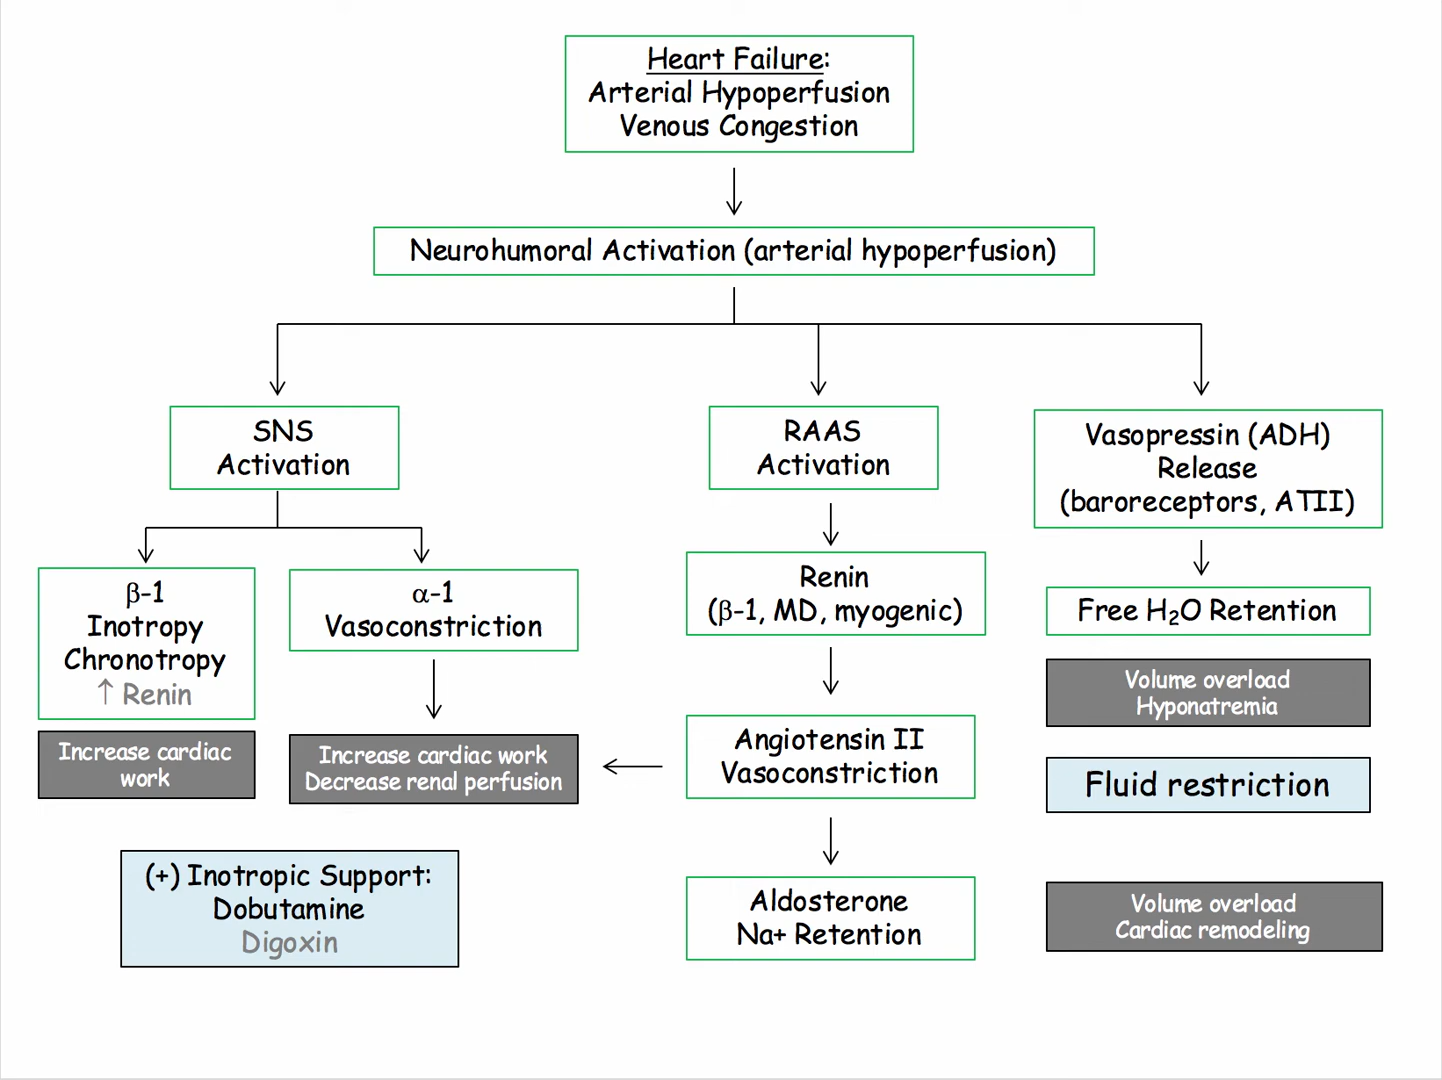 Heart Failure:
Arterial Hypoperfusion
Venous Congestion
Neurohumoral Activation (arterial hypoperfusion)
SNS
Activation
RAAS
Activation
Vasopressin (ADH)
Release
(baroreceptors, ATII)
β-1
Inotropy
Chronotropy
↑ Renin
α-1
Vasoconstriction
Renin
(β-1, MD, myogenic)
Free H₂O Retention
Volume overload
Hyponatremia
Increase cardiac
work
Increase cardiac work
Decrease renal perfusion
Angiotensin II
Vasoconstriction
Fluid restriction
(+) Inotropic Support:
Dobutamine
Digoxin
Aldosterone
Na+ Retention
Volume overload
Cardiac remodeling